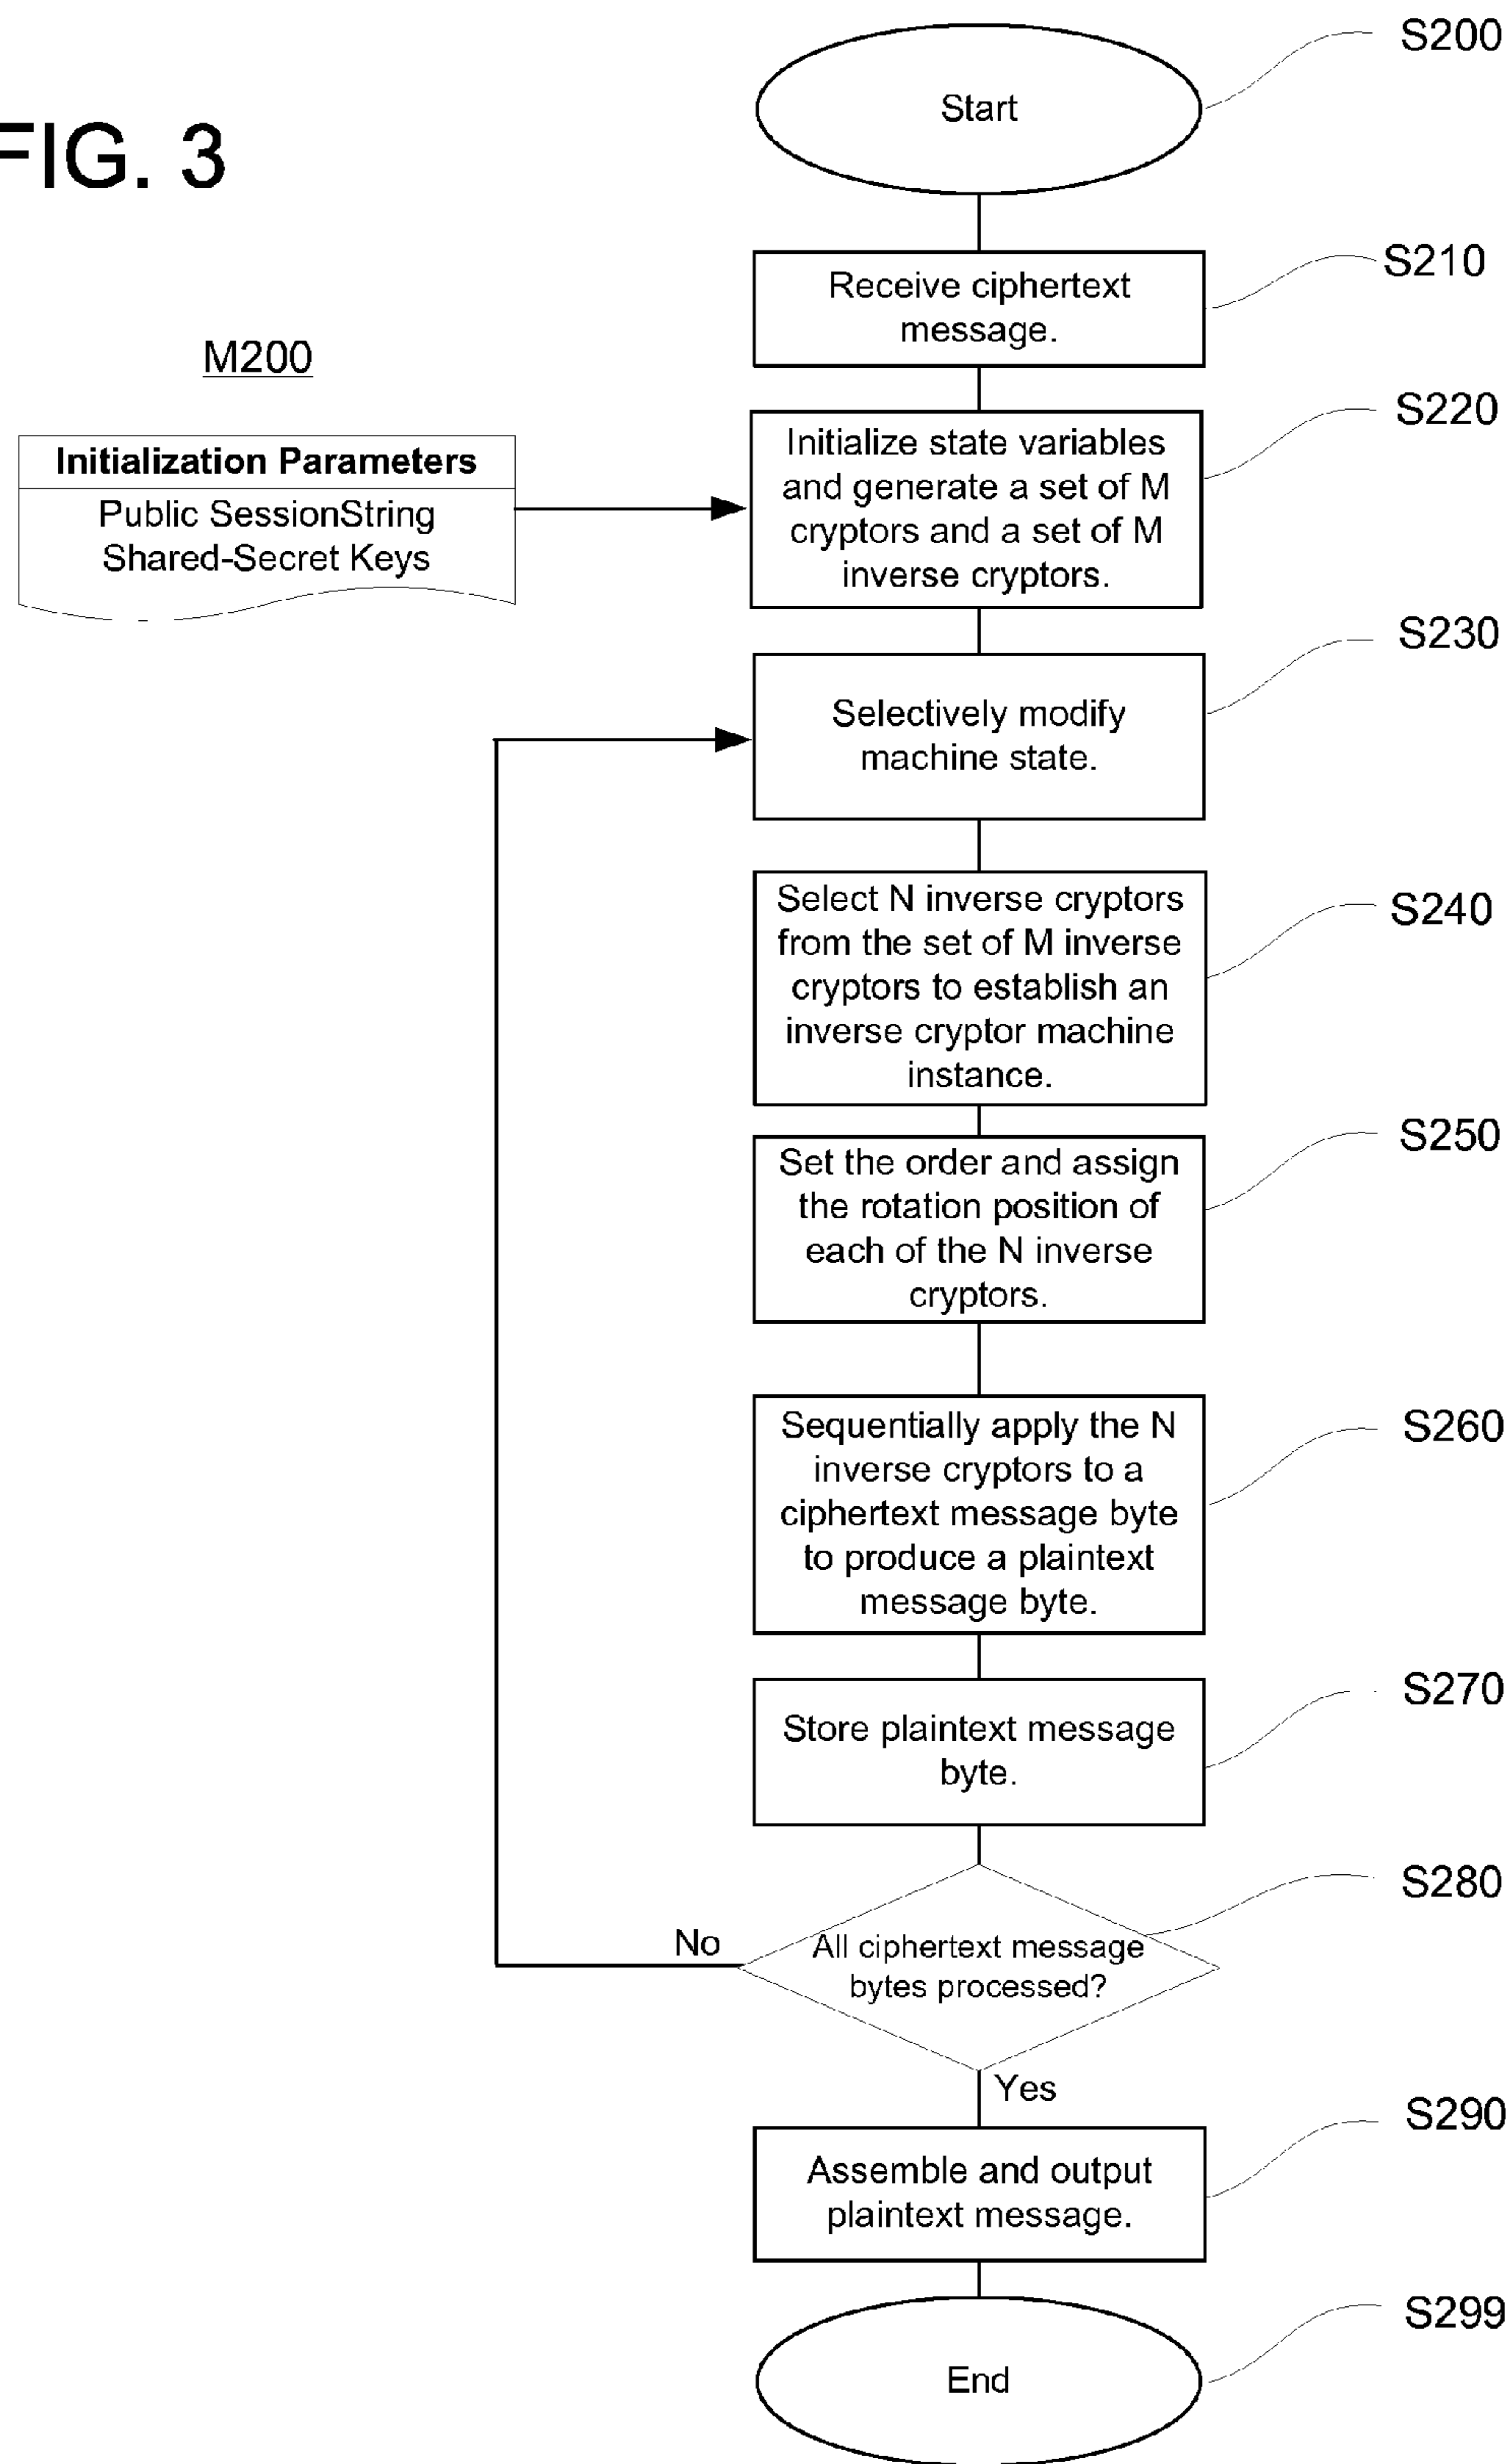 S200
Start
FIG. 3
S210
Receive ciphertext
message.
M200
S220
Initialization Parameters
Public SessionString
Shared-Secret Keys
Initialize state variables
and generate a set of M
cryptors and a set of M
inverse cryptors.
S230
Selectively modify
machine state.
S240
Select N inverse cryptors
from the set of M inverse
cryptors to establish an
inverse cryptor machine
instance.
S250
Set the order and assign
the rotation position of
each of the N inverse
cryptors.
S260
Sequentially apply the N
inverse cryptors to a
ciphertext message byte
to produce a plaintext
message byte.
S270
Store plaintext message
byte.
S280
No
All ciphertext message
bytes processed?
Yes
S290
Assemble and output
plaintext message.
S299
End